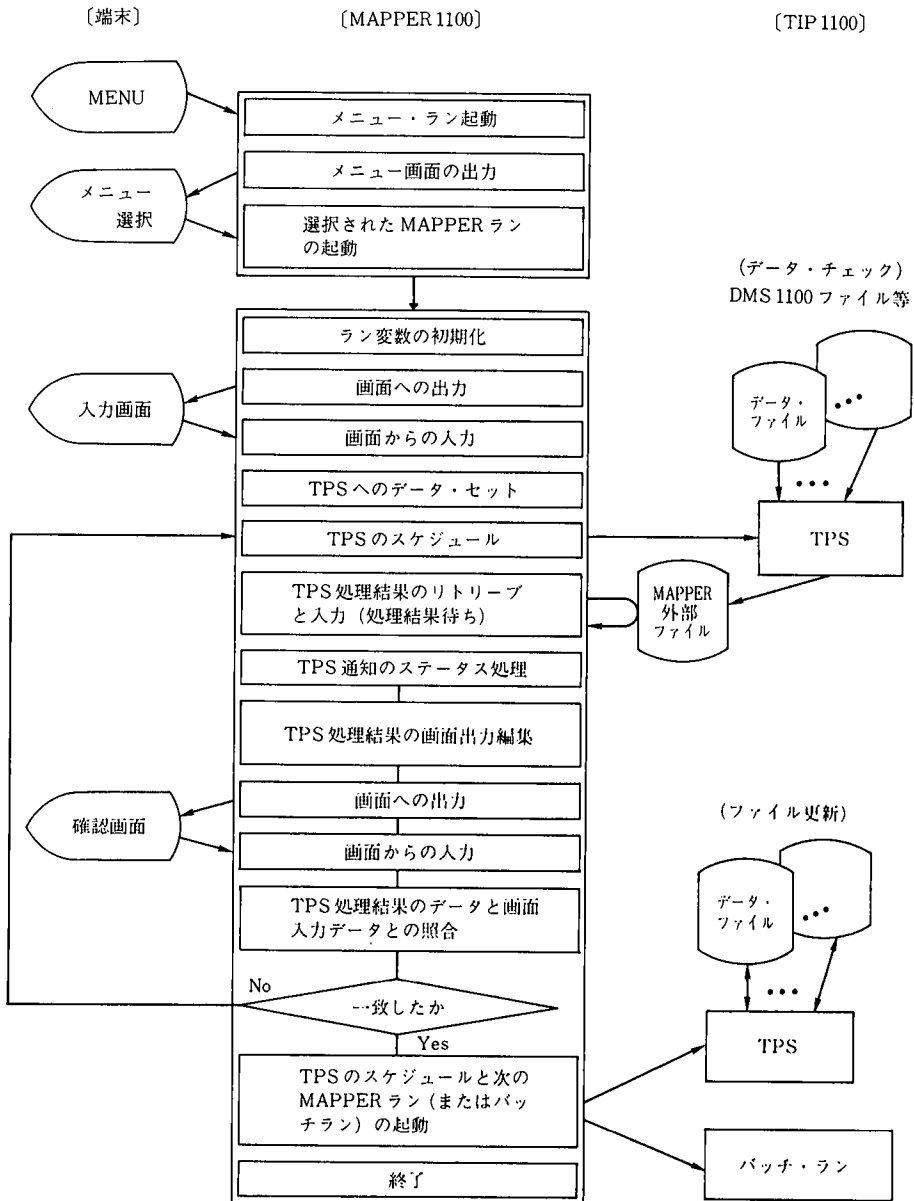 〔端末〕
〔MAPPER 1100〕
〔TIP 1100〕
MENU
メニュー・ラン起動
メニュー画面の出力
メニュー
選択
選択された MAPPER ラン
の起動
(データ・チェック)
DMS 1100 ファイル等
ラン変数の初期化
画面への出力
入力画面
画面からの入力
データ・
ファイル
•••
•••
TPS へのデータ・セット
TPS のスケジュール
TPS
TPS 処理結果のリトリーブ
と入力 (処理結果待ち)
MAPPER
外部
ファイル
TPS 通知のステータス処理
TPS 処理結果の画面出力編集
画面への出力
確認画面
画面からの入力
(ファイル更新)
データ・
ファイル
•••
•••
TPS 処理結果のデータと画面
入力データとの照合
No
一致したか
Yes
TPS
TPS のスケジュールと次の
MAPPER ラン (またはバッ
チラン) の起動
バッチ・ラン
終了